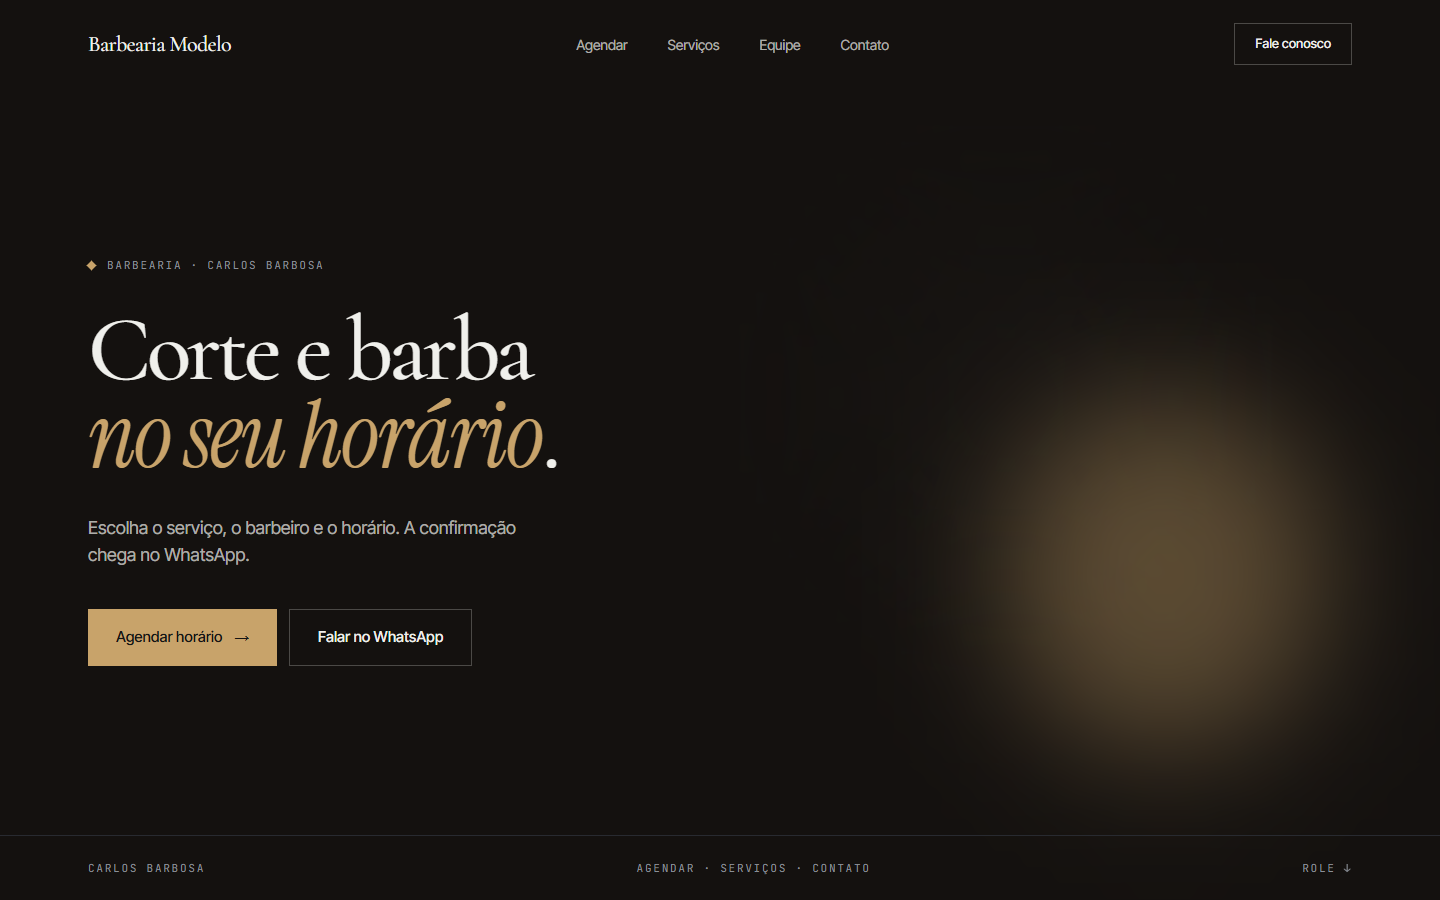 Barbearia Modelo
Agendar Serviços Equipe Contato
Fale conosco
BARBEARIA · CARLOS BARBOSA
Corte e barba
no seu horário.
Escolha o serviço, o barbeiro e o horário. A confirmação
chega no WhatsApp.
Agendar horário →
Falar no WhatsApp
CARLOS BARBOSA
AGENDAR · SERVIÇOS · CONTATO
ROLE ↓